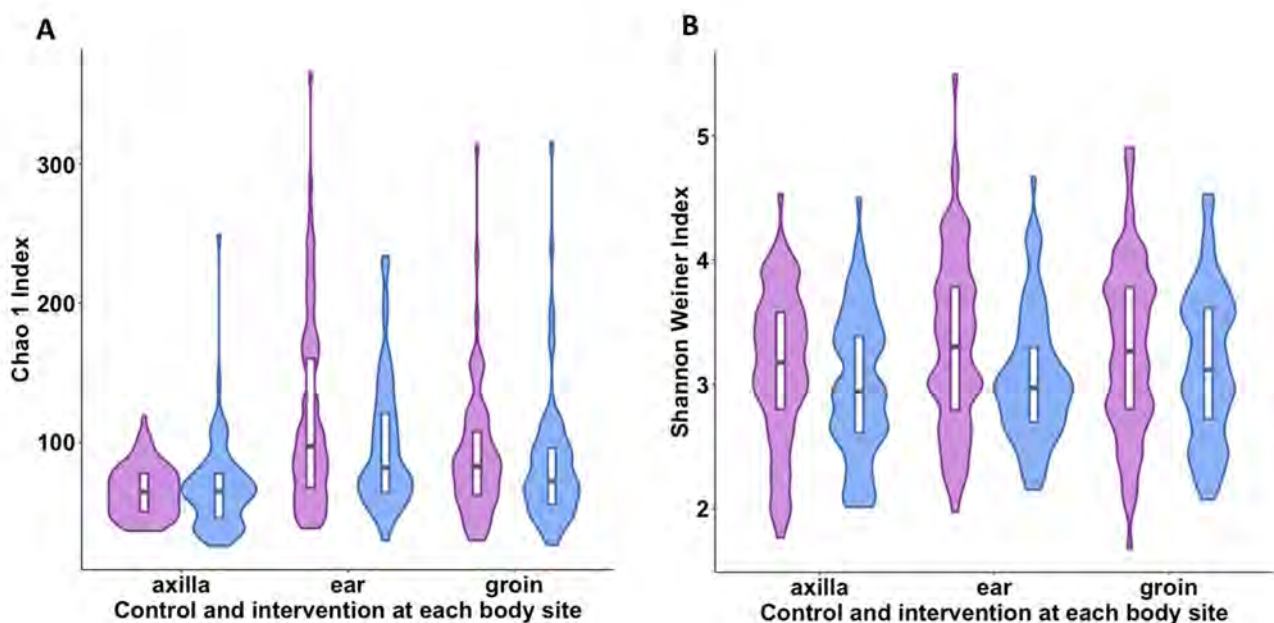 A
Chao 1 Index
300
200
100
axilla ear groin
Control and intervention at each body site
B
Shannon Weiner Index
5
4
3
2
axilla ear groin
Control and intervention at each body site